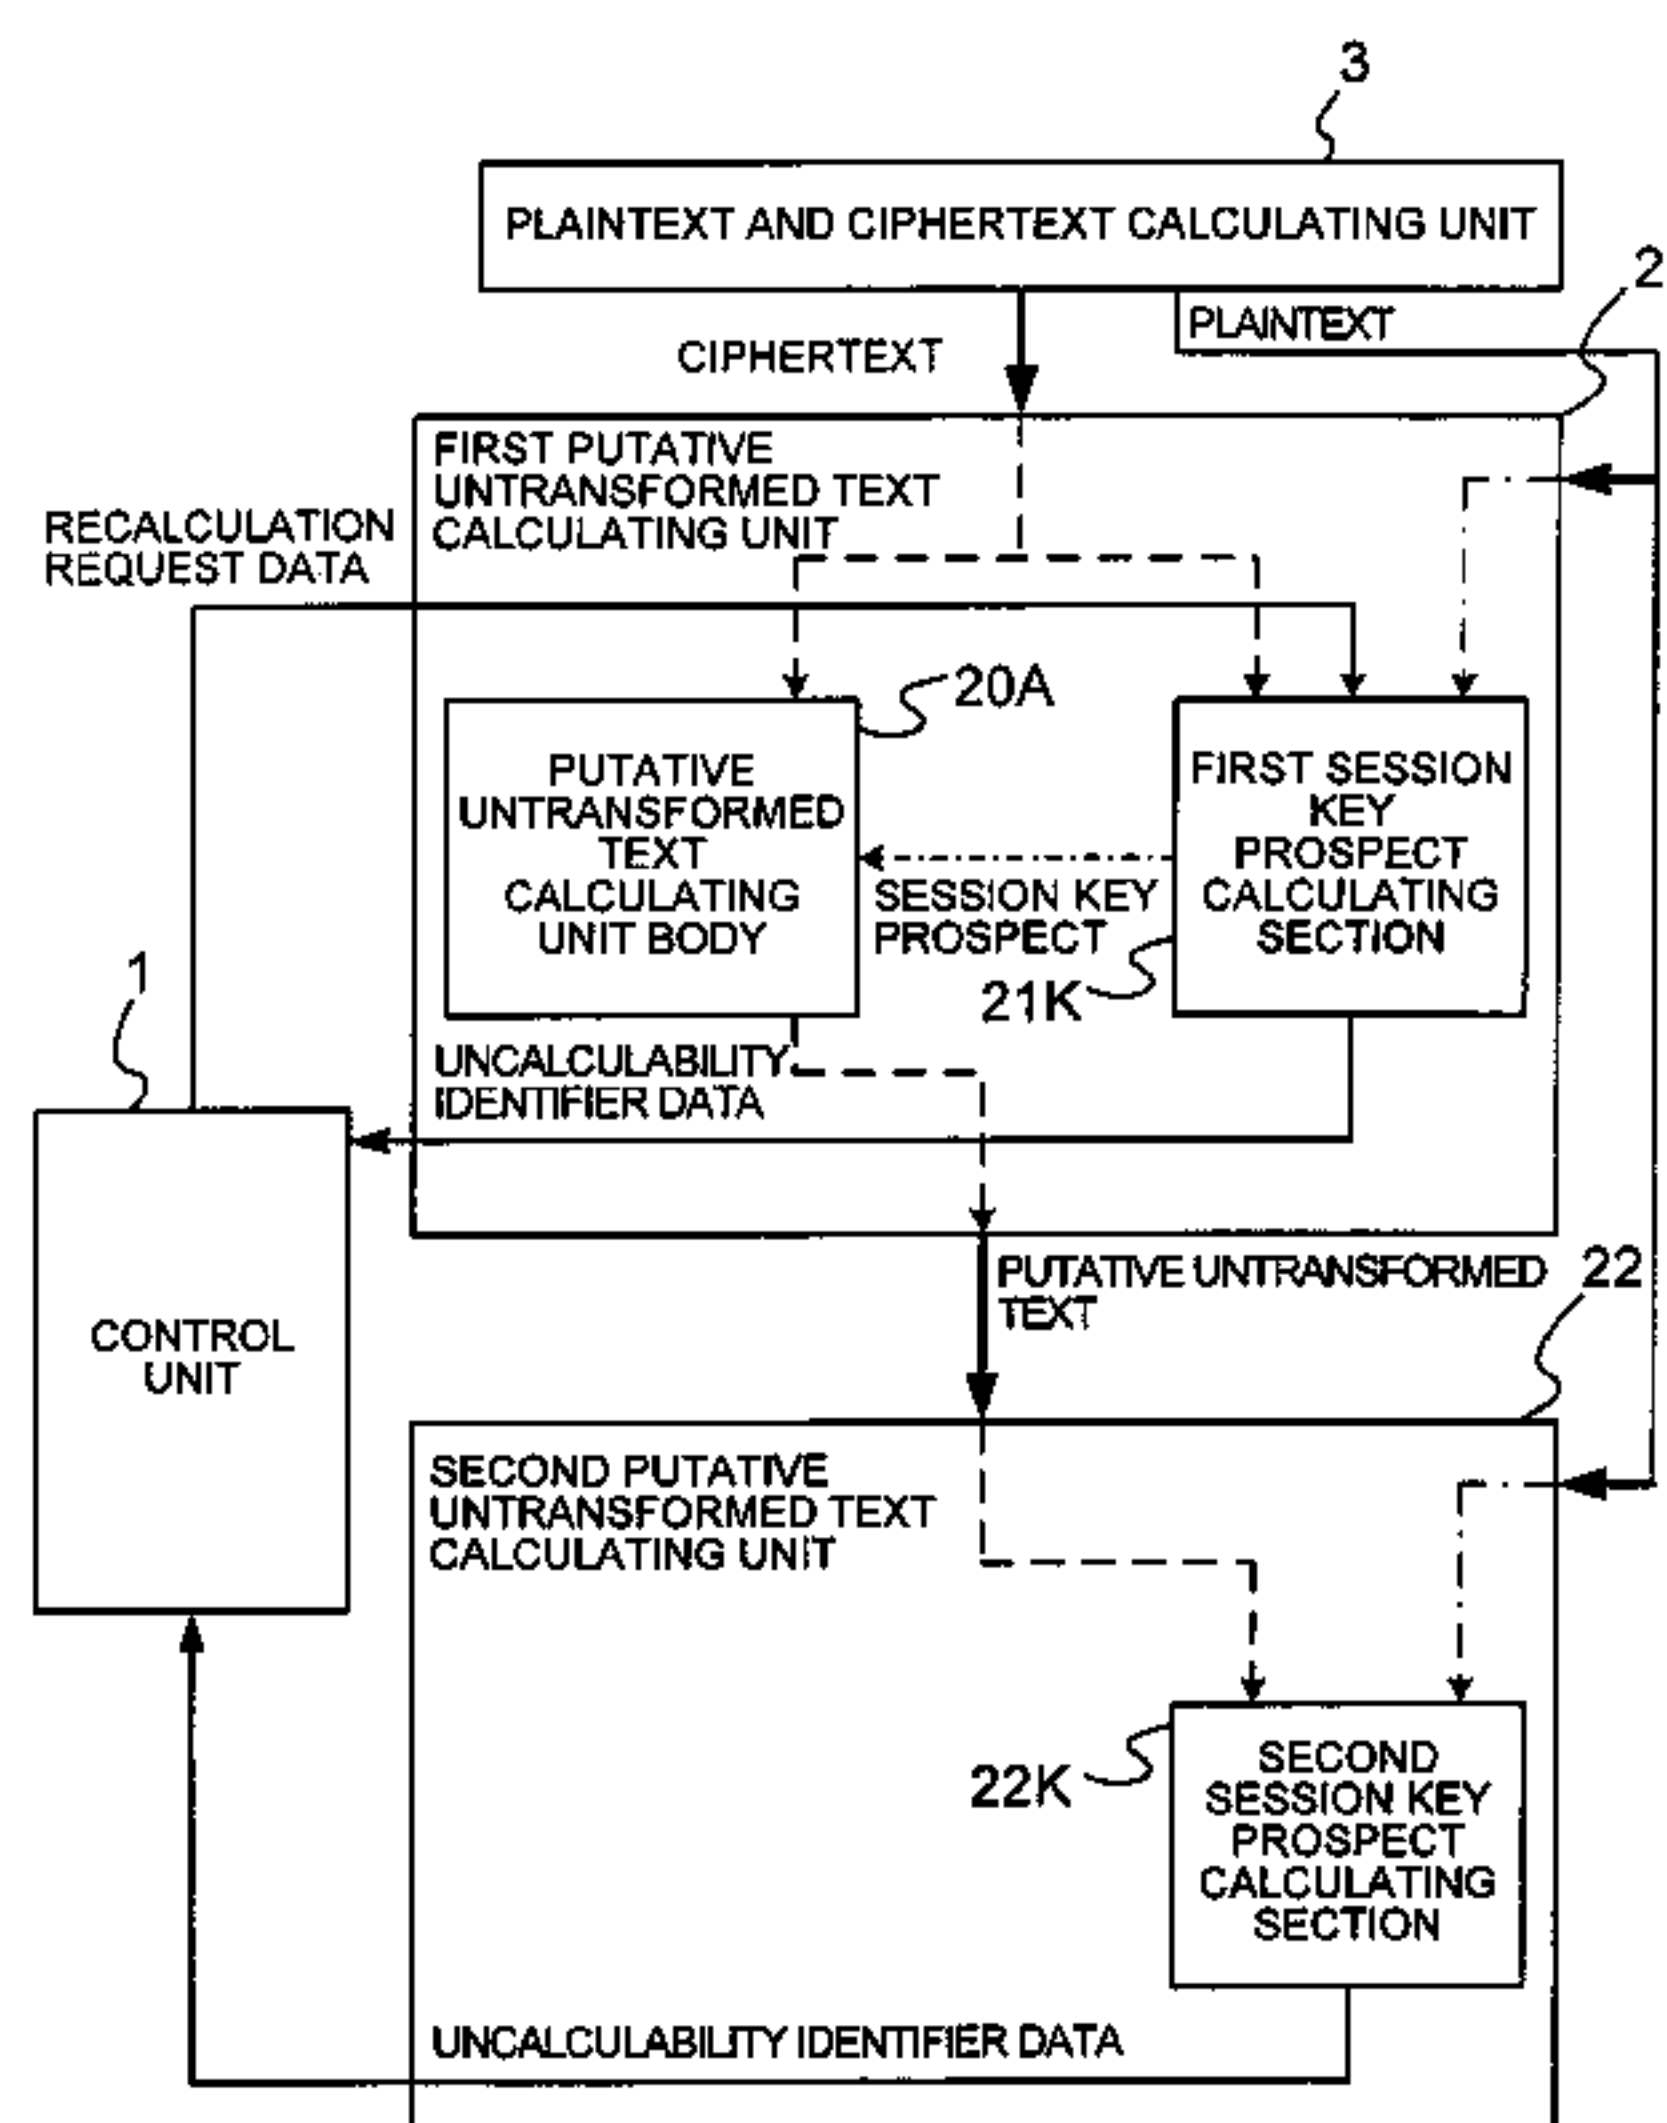 3
PLAINTEXT AND CIPHERTEXT CALCULATING UNIT
2
PLAINTEXT
CIPHERTEXT
FIRST PUTATIVE
UNTRANSFORMED TEXT
CALCULATING UNIT
RECALCULATION
REQUEST DATA
20A
PUTATIVE
UNTRANSFORMED
TEXT
CALCULATING
UNIT BODY
FIRST SESSION
KEY
PROSPECT
CALCULATING
SECTION
SESSION KEY
PROSPECT
21K
1
UNCALCULABILITY
IDENTIFIER DATA
CONTROL
UNIT
PUTATIVE UNTRANSFORMED
TEXT
22
SECOND PUTATIVE
UNTRANSFORMED TEXT
CALCULATING UNIT
22K
SECOND
SESSION KEY
PROSPECT
CALCULATING
SECTION
UNCALCULABILITY IDENTIFIER DATA